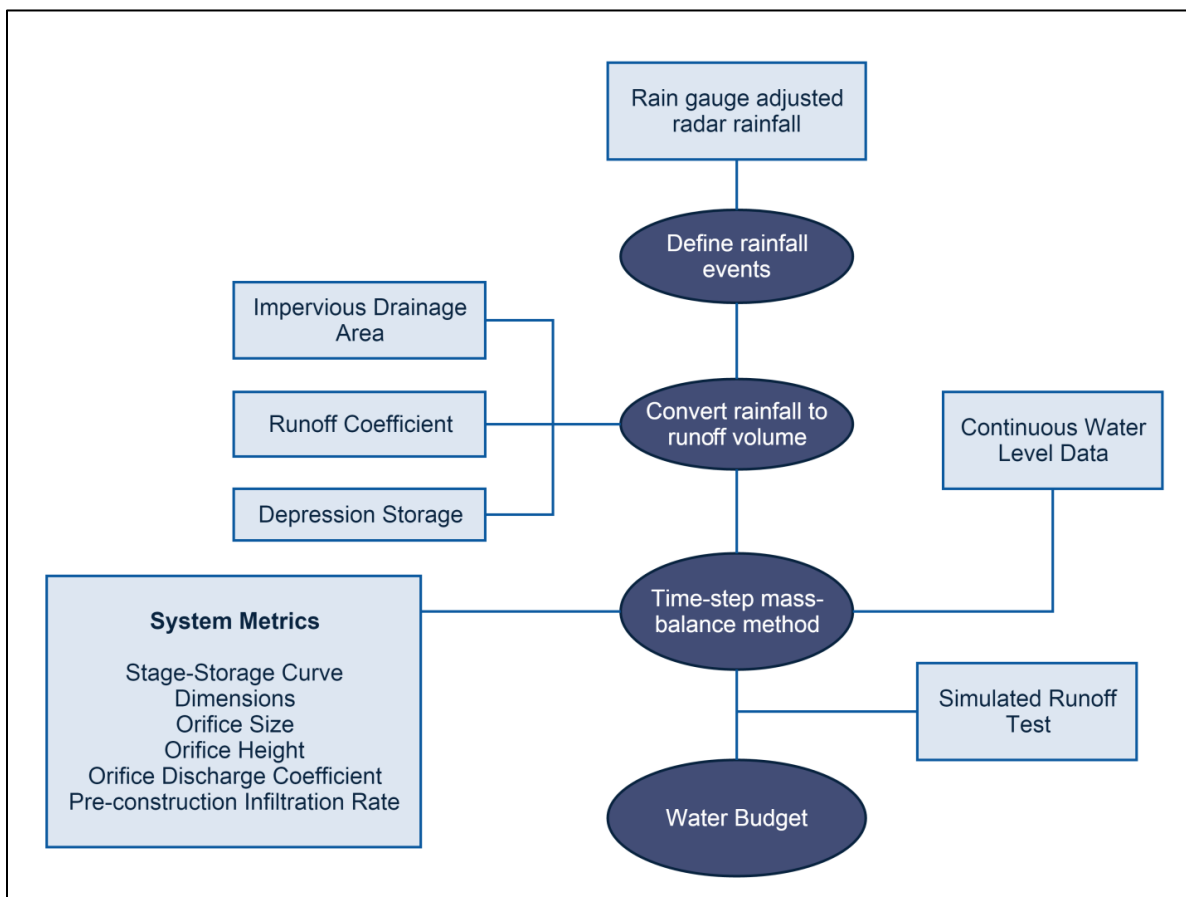 Rain gauge adjusted
radar rainfall
Define rainfall
events
Impervious Drainage
Area
Runoff Coefficient
Depression Storage
Convert rainfall to
runoff volume
Continuous Water
Level Data
System Metrics
Stage-Storage Curve
Dimensions
Orifice Size
Orifice Height
Orifice Discharge Coefficient
Pre-construction Infiltration Rate
Time-step mass-
balance method
Simulated Runoff
Test
Water Budget